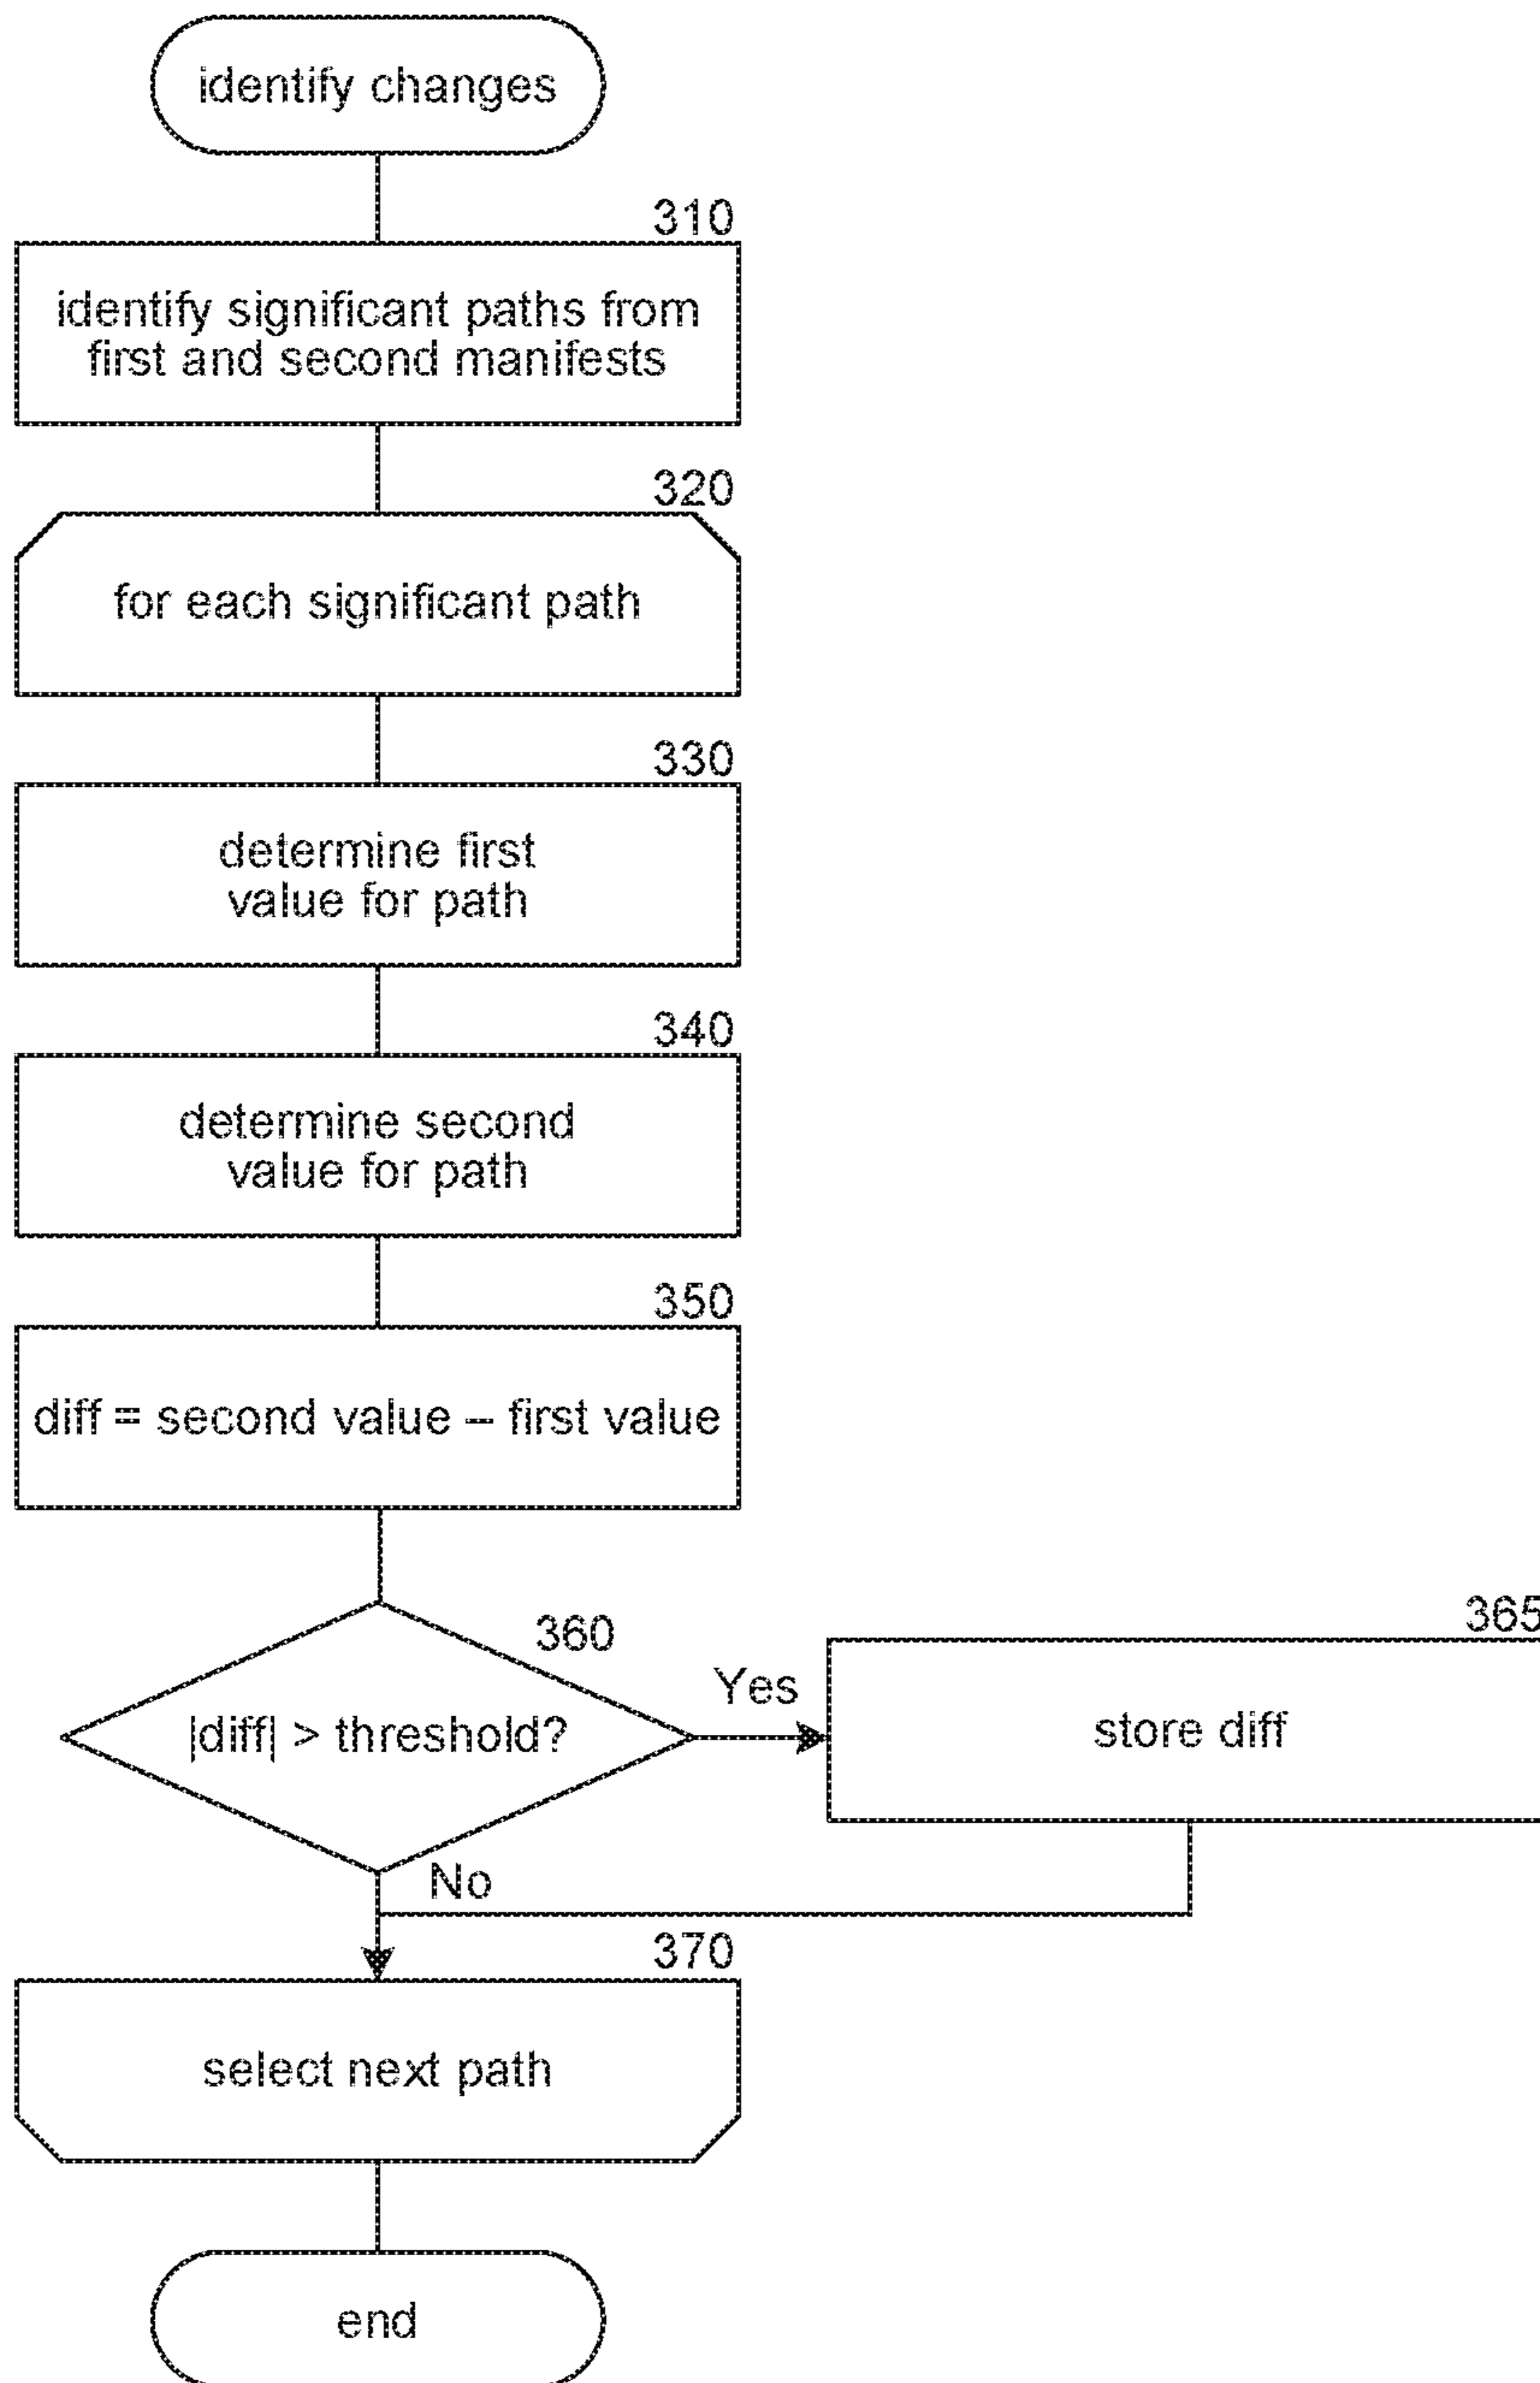 identify changes
310
identify significant paths from
first and second manifests
320
for each significant path
330
determine first
value for path
340
determine second
value for path
350
diff = second value – first value
360
|diff| > threshold?
Yes
365
store diff
No
370
select next path
end